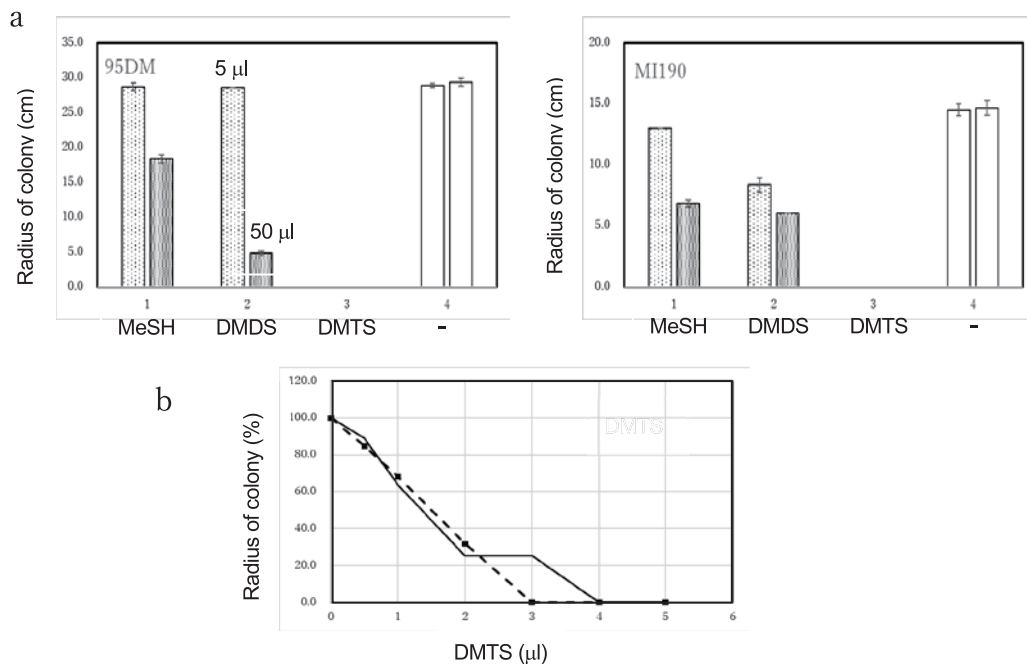 a
35.0
30.0
25.0
20.0
15.0
10.0
5.0
0.0
Radius of colony (cm)
95DM
5 μl
50 μl
1 2 3 4
MeSH DMDS DMTS -
20.0
15.0
10.0
5.0
0.0
Radius of colony (cm)
MI190
1 2 3 4
MeSH DMDS DMTS -
b
120.0
100.0
80.0
60.0
40.0
20.0
0.0
Radius of colony (%)
DMTS
0 1 2 3 4 5 6
DMTS (μl)